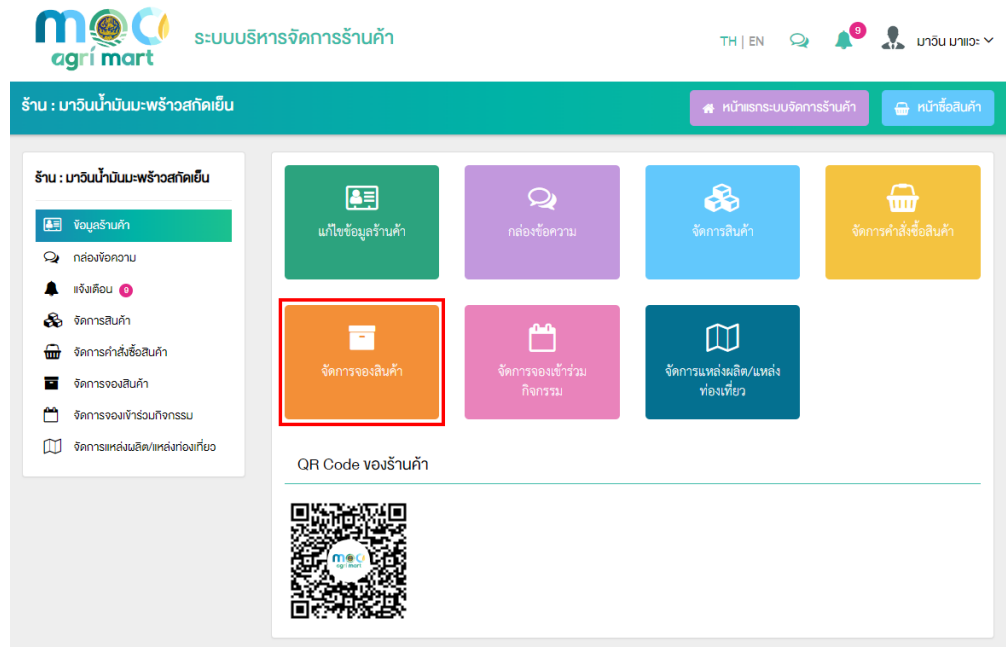 moc
agri mart
ระบบบริหารจัดการร้านค้า
TH | EN
9
มาวิน มาแวะ
ร้าน : มาวินน้ำมันมะพร้าวสกัดเย็น
หน้าแรกระบบจัดการร้านค้า
หน้าซื้อสินค้า
ร้าน : มาวินน้ำมันมะพร้าวสกัดเย็น
ข้อมูลร้านค้า
กล่องข้อความ
แจ้งเตือน 9
จัดการสินค้า
จัดการคำสั่งซื้อสินค้า
จัดการจองสินค้า
จัดการจองเข้าร่วมกิจกรรม
จัดการแหล่งผลิต/แหล่งท่องเที่ยว
แก้ไขข้อมูลร้านค้า
กล่องข้อความ
จัดการสินค้า
จัดการคำสั่งซื้อสินค้า
จัดการจองสินค้า
จัดการจองเข้าร่วม
กิจกรรม
จัดการแหล่งผลิต/แหล่ง
ท่องเที่ยว
QR Code ของร้านค้า
moc
agri mart